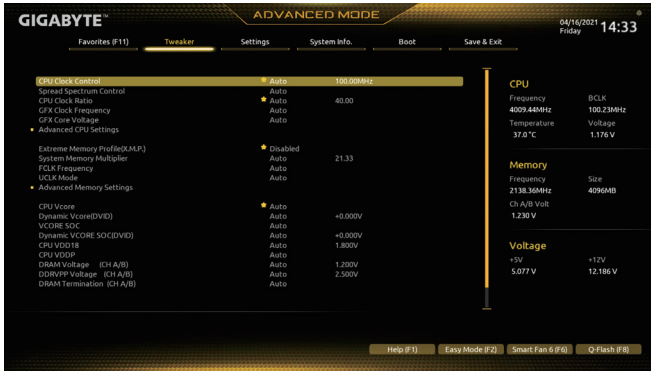 GIGABYTE™
ADVANCED MODE
04/16/2021
Friday
14:33
Favorites (F11) Tweaker Settings System Info. Boot Save & Exit
CPU Clock Control Auto 100.00MHz
Spread Spectrum Control Auto
CPU Clock Ratio Auto 40.00
GFX Clock Frequency Auto
GFX Core Voltage Auto
Advanced CPU Settings
Extreme Memory Profile(X.M.P.) Disabled
System Memory Multiplier Auto 21.33
FCLK Frequency Auto
UCLK Mode Auto
Advanced Memory Settings
CPU Vcore Auto
Dynamic Vcore(DVID) Auto +0.000V
VCORE SOC Auto
Dynamic VCORE SOC(DVID) Auto +0.000V
CPU VDD18 Auto 1.800V
CPU VDDP Auto
DRAM Voltage (CH A/B) Auto 1.200V
DDRVPP Voltage (CH A/B) Auto 2.500V
DRAM Termination (CH A/B) Auto
CPU
Frequency BCLK
4009.44MHz 100.23MHz
Temperature Voltage
37.0 °C 1.176 V
Memory
Frequency Size
2138.36MHz 4096MB
Ch A/B Volt
1.230 V
Voltage
+5V +12V
5.077 V 12.186 V
Help (F1) Easy Mode (F2) Smart Fan 6 (F6) Q-Flash (F8)